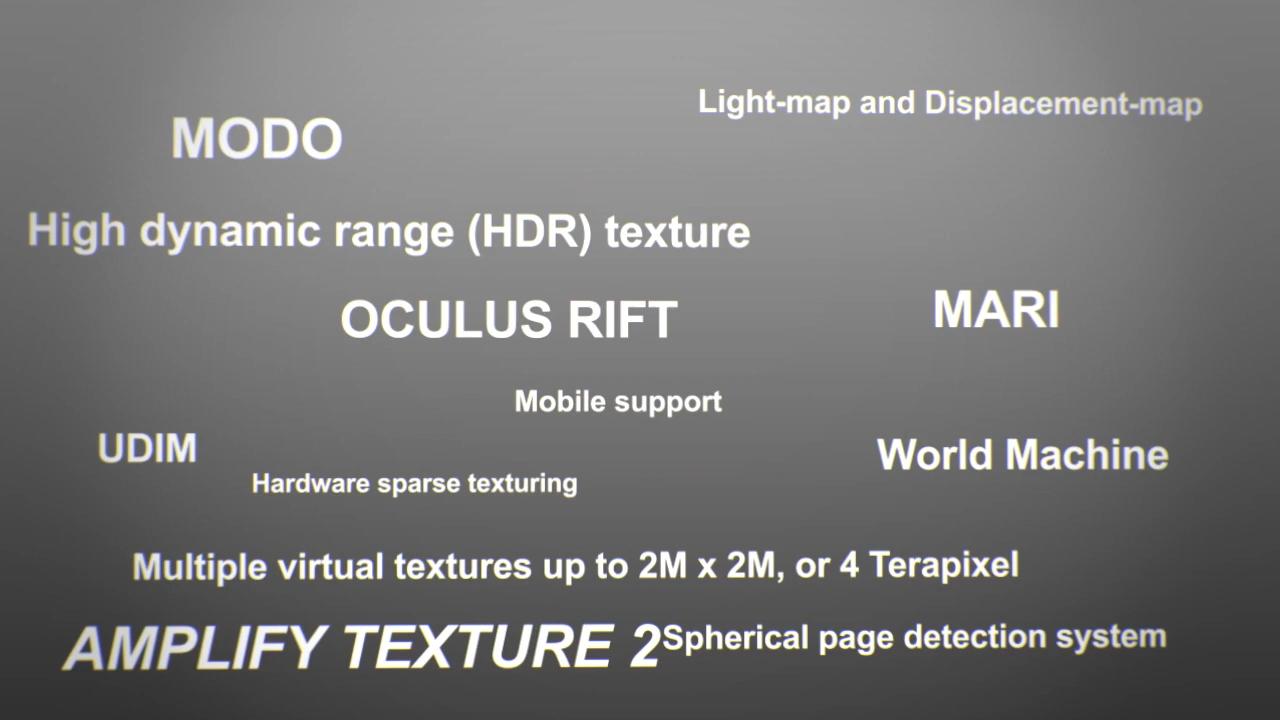 Light-map and Displacement-map
MODO
High dynamic range (HDR) texture
OCULUS RIFT
MARI
Mobile support
UDIM
World Machine
Hardware sparse texturing
Multiple virtual textures up to 2M x 2M, or 4 Terapixel
AMPLIFY TEXTURE 2
Spherical page detection system